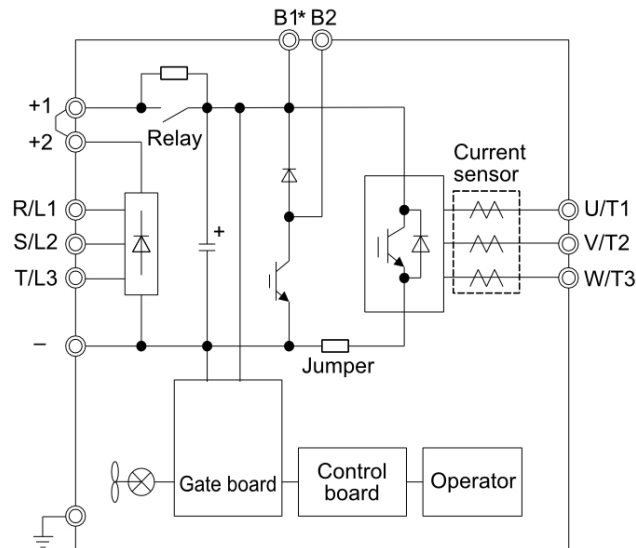 B1* B2
+1
+2
Relay
+
Current
sensor
R/L1
S/L2
T/L3
U/T1
V/T2
W/T3
–
Jumper
Gate board
Control
board
Operator